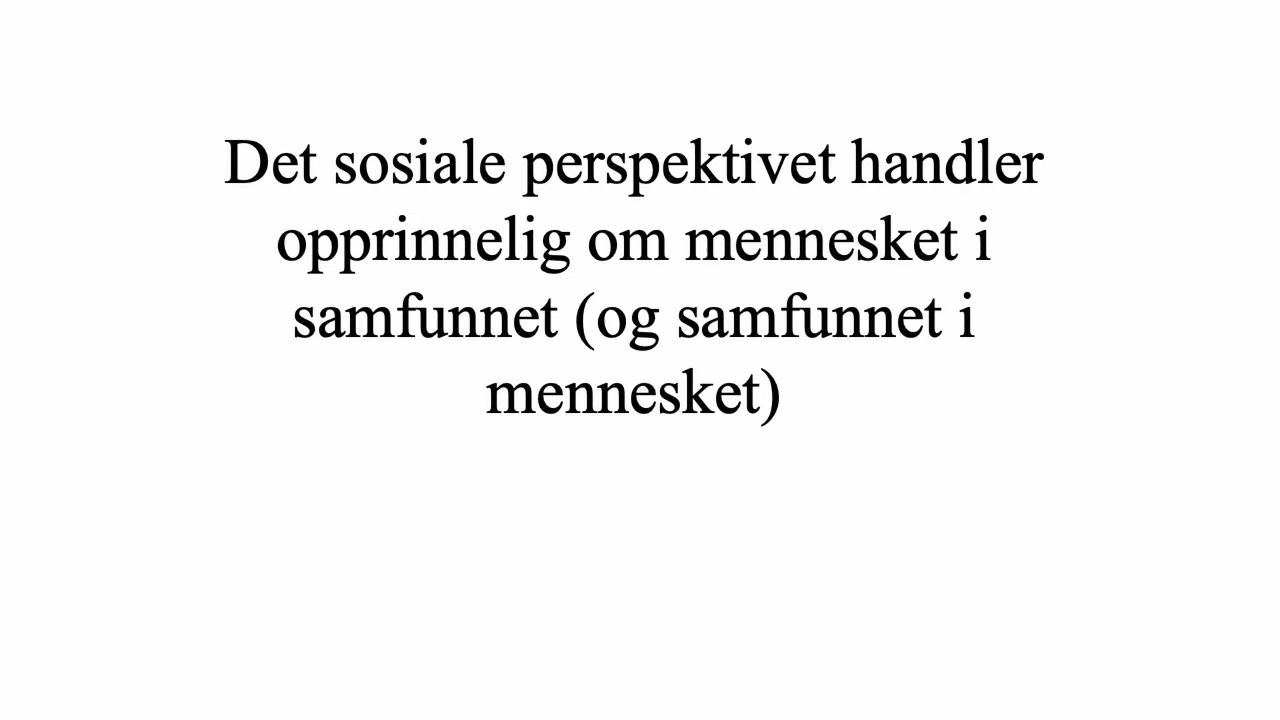 Det sosiale perspektivet handler
opprinnelig om mennesket i
samfunnet (og samfunnet i
mennesket)